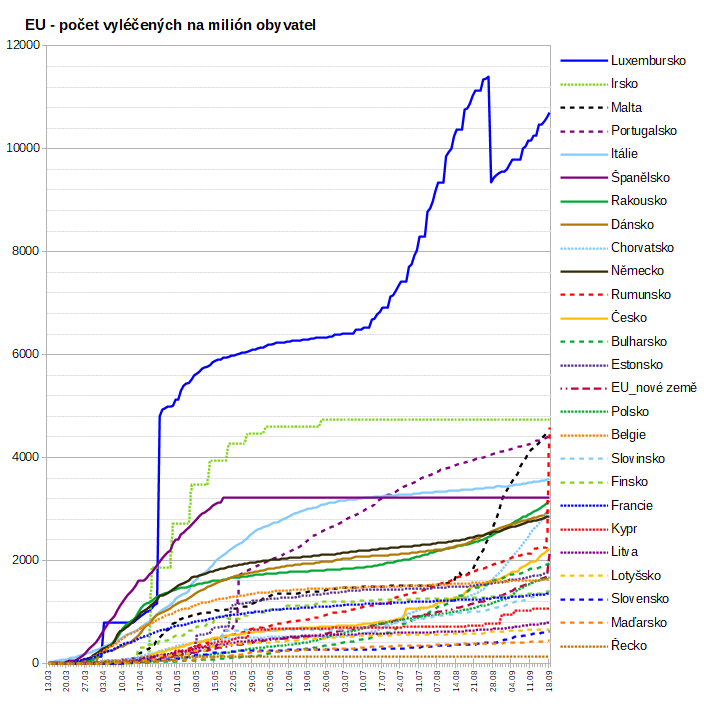 EU - počet vyléčených na milión obyvatel
12000
10000
8000
6000
4000
2000
0
13.03 20.03 27.03 03.04 10.04 17.04 24.04 01.05 08.05 15.05 22.05 29.05 05.06 12.06 19.06 26.06 03.07 10.07 17.07 24.07 31.07 07.08 14.08 21.08 28.08 04.09 11.09 18.09
Luxembursko
Irsko
Malta
Portugalsko
Itálie
Španělsko
Rakousko
Dánsko
Chorvatsko
Německo
Rumunsko
Česko
Bulharsko
Estonsko
EU_nové země
Polsko
Belgie
Slovinsko
Finsko
Francie
Kypr
Litva
Lotyšsko
Slovensko
Maďarsko
Řecko